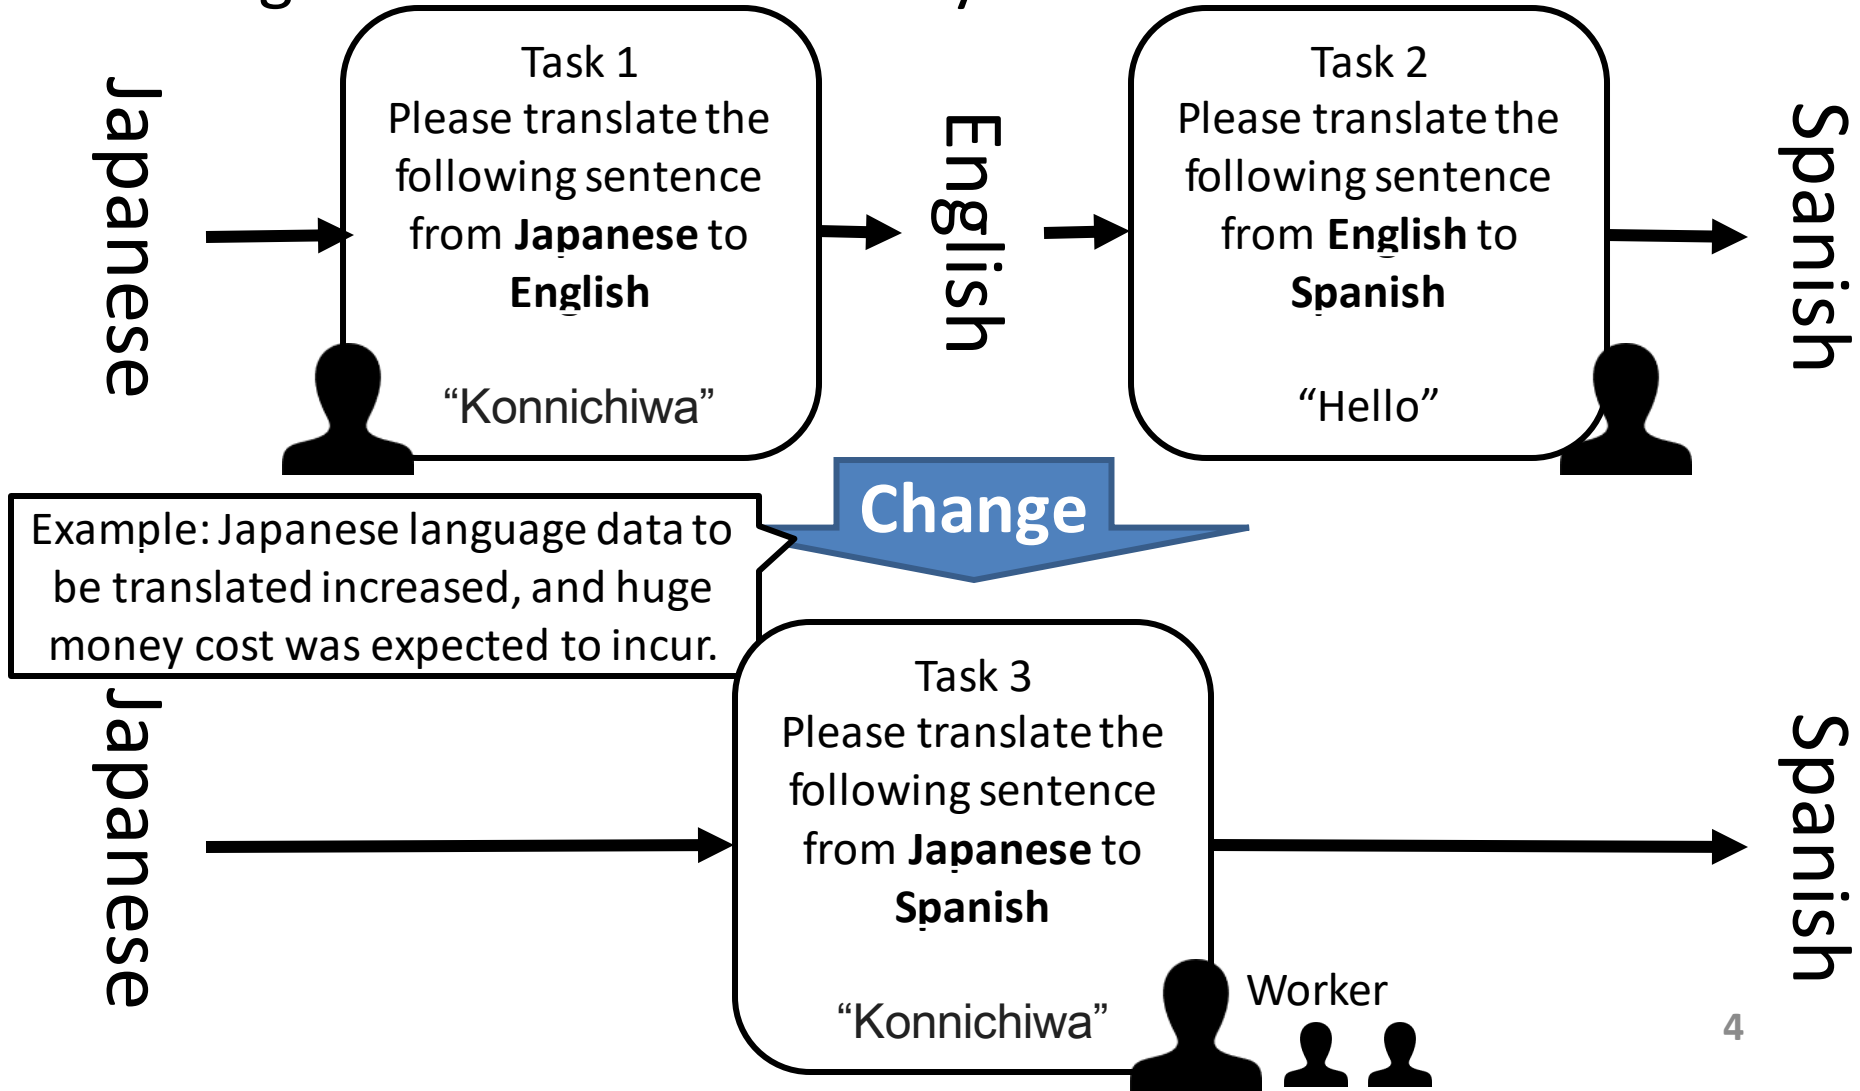 Japanese
Task 1
Please translate the
following sentence
from Japanese to
English
“Konnichiwa”
English
Task 2
Please translate the
following sentence
from English to
Spanish
“Hello”
Spanish
Change
Example: Japanese language data to
be translated increased, and huge
money cost was expected to incur.
Japanese
Task 3
Please translate the
following sentence
from Japanese to
Spanish
“Konnichiwa”
Worker
Spanish
4